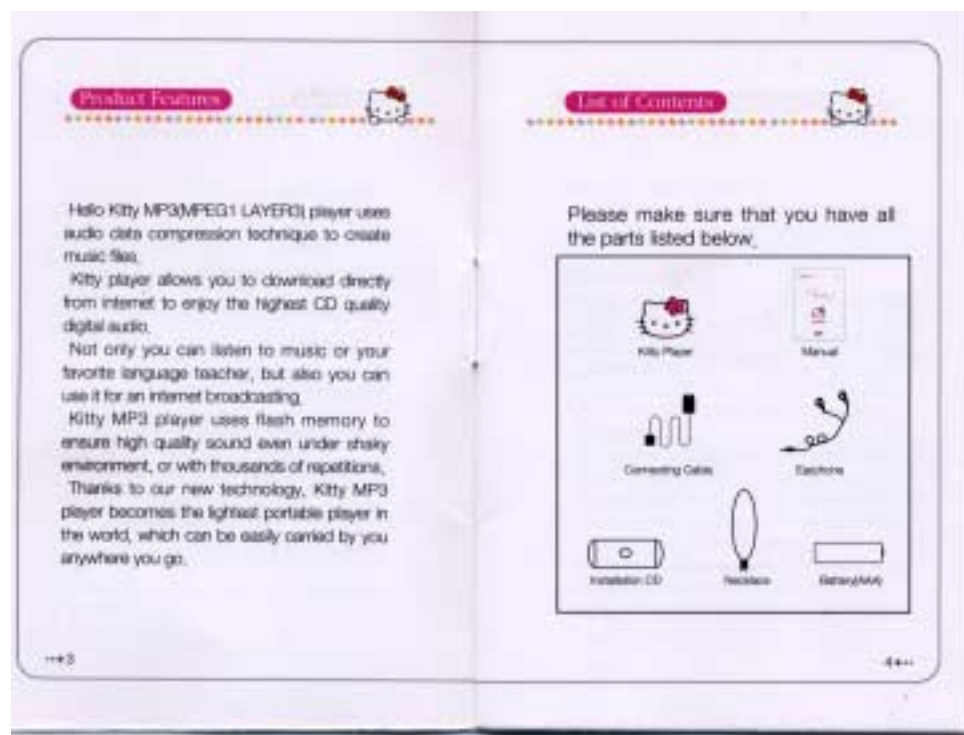 Product Features
Hello Kitty MP3(MPEG1 LAYER3) player uses
audio data compression technique to create
music files.
Kitty player allows you to download directly
from internet to enjoy the highest CD quality
digital audio.
Not only you can listen to music or your
favorite language teacher, but also you can
use it for an internet broadcasting.
Kitty MP3 player uses flash memory to
ensure high quality sound even under shaky
environment, or with thousands of repetitions.
Thanks to our new technology, Kitty MP3
player becomes the lightest portable player in
the world, which can be easily carried by you
anywhere you go.
3
List of Contents
Please make sure that you have all
the parts listed below.
Kitty Player
Manual
Connecting Cable
Earphone
Installation CD
Necklace
Battery(AAA)
4